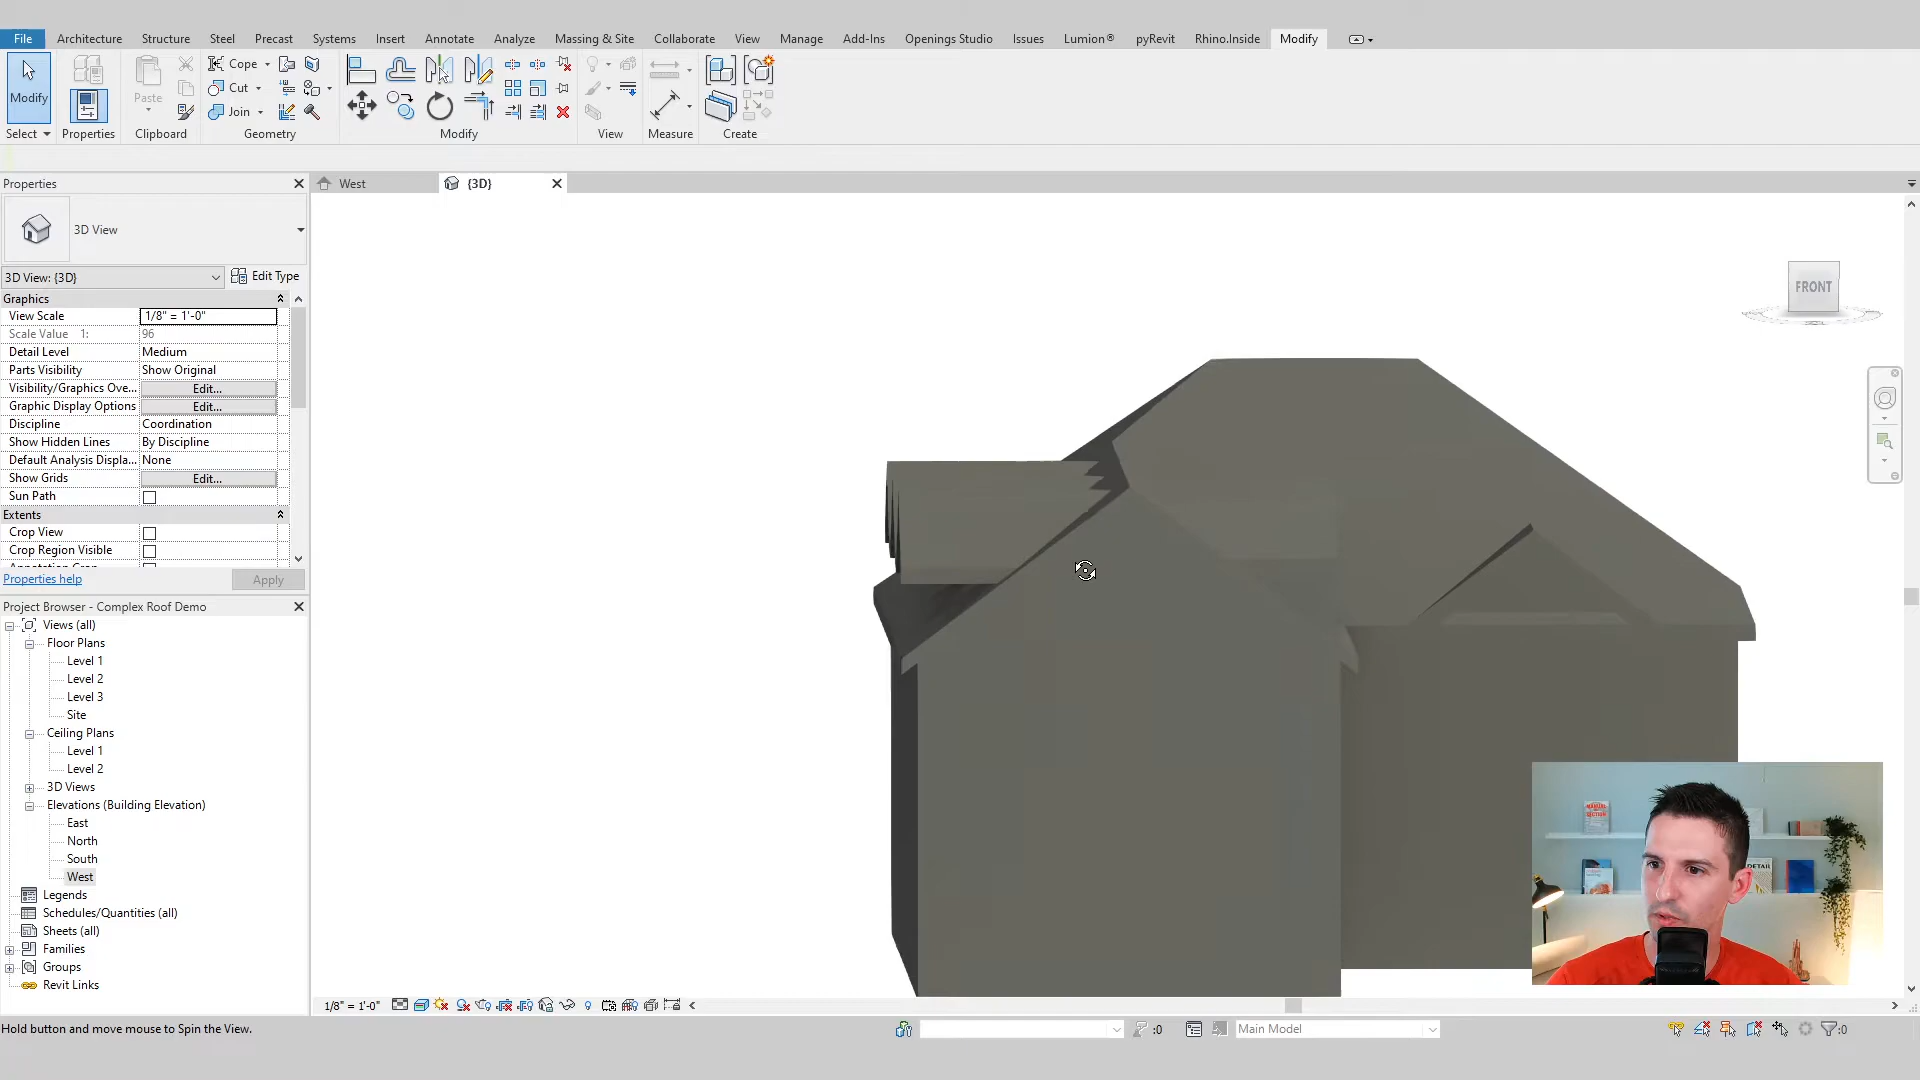 File Architecture Structure Steel Precast Systems Insert Annotate Analyze Massing & Site Collaborate View Manage Add-Ins Openings Studio Issues Lumion® pyRevit Rhino.Inside Modify
Modify
Paste
Cope
Cut
Join
Select Properties Clipboard Geometry Modify View Measure Create
Properties
West
{3D}
3D View
3D View: {3D}
Edit Type
Graphics
View Scale 1/8" = 1'-0"
Scale Value 1: 96
Detail Level Medium
Parts Visibility Show Original
Visibility/Graphics Ove... Edit...
Graphic Display Options Edit...
Discipline Coordination
Show Hidden Lines By Discipline
Default Analysis Displa... None
Show Grids Edit...
Sun Path
Extents
Crop View
Crop Region Visible
Annotation Crop
Properties help Apply
Project Browser - Complex Roof Demo
Views (all)
Floor Plans
Level 1
Level 2
Level 3
Site
Ceiling Plans
Level 1
Level 2
3D Views
Elevations (Building Elevation)
East
North
South
West
Legends
Schedules/Quantities (all)
Sheets (all)
Families
Groups
Revit Links
FRONT
MANUAL
SECTION
DETAIL
1/8" = 1'-0"
Hold button and move mouse to Spin the View.
:0
Main Model
:0